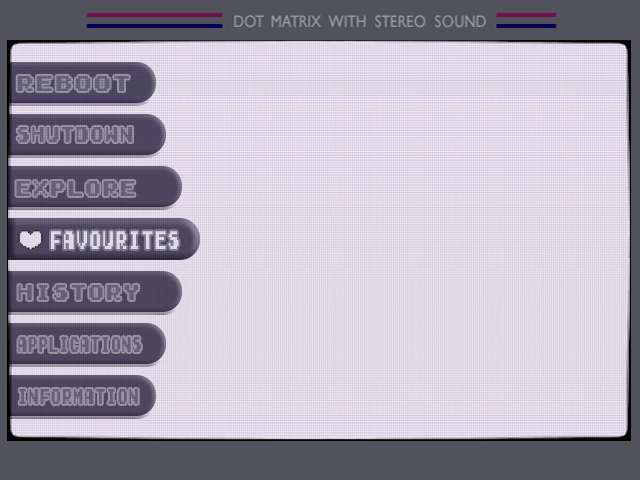 DOT MATRIX WITH STEREO SOUND
REBOOT
SHUTDOWN
EXPLORE
FAVOURITES
HISTORY
APPLICATIONS
INFORMATION